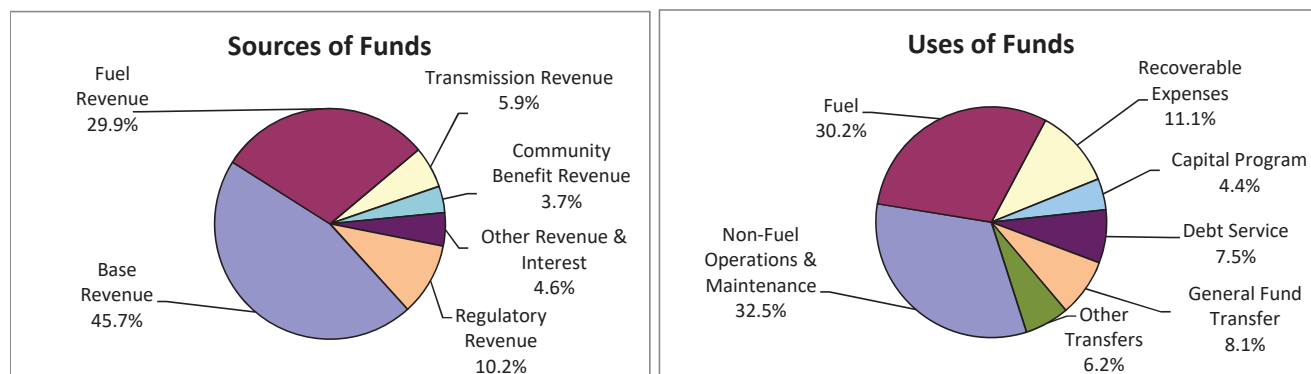 Sources of Funds
Fuel
Revenue
29.9%
Transmission Revenue
5.9%
Community
Benefit Revenue
3.7%
Other Revenue &
Interest
4.6%
Regulatory
Revenue
10.2%
Base
Revenue
45.7%
Uses of Funds
Fuel
30.2%
Recoverable
Expenses
11.1%
Capital Program
4.4%
Debt Service
7.5%
General Fund
Transfer
8.1%
Other
Transfers
6.2%
Non-Fuel
Operations &
Maintenance
32.5%